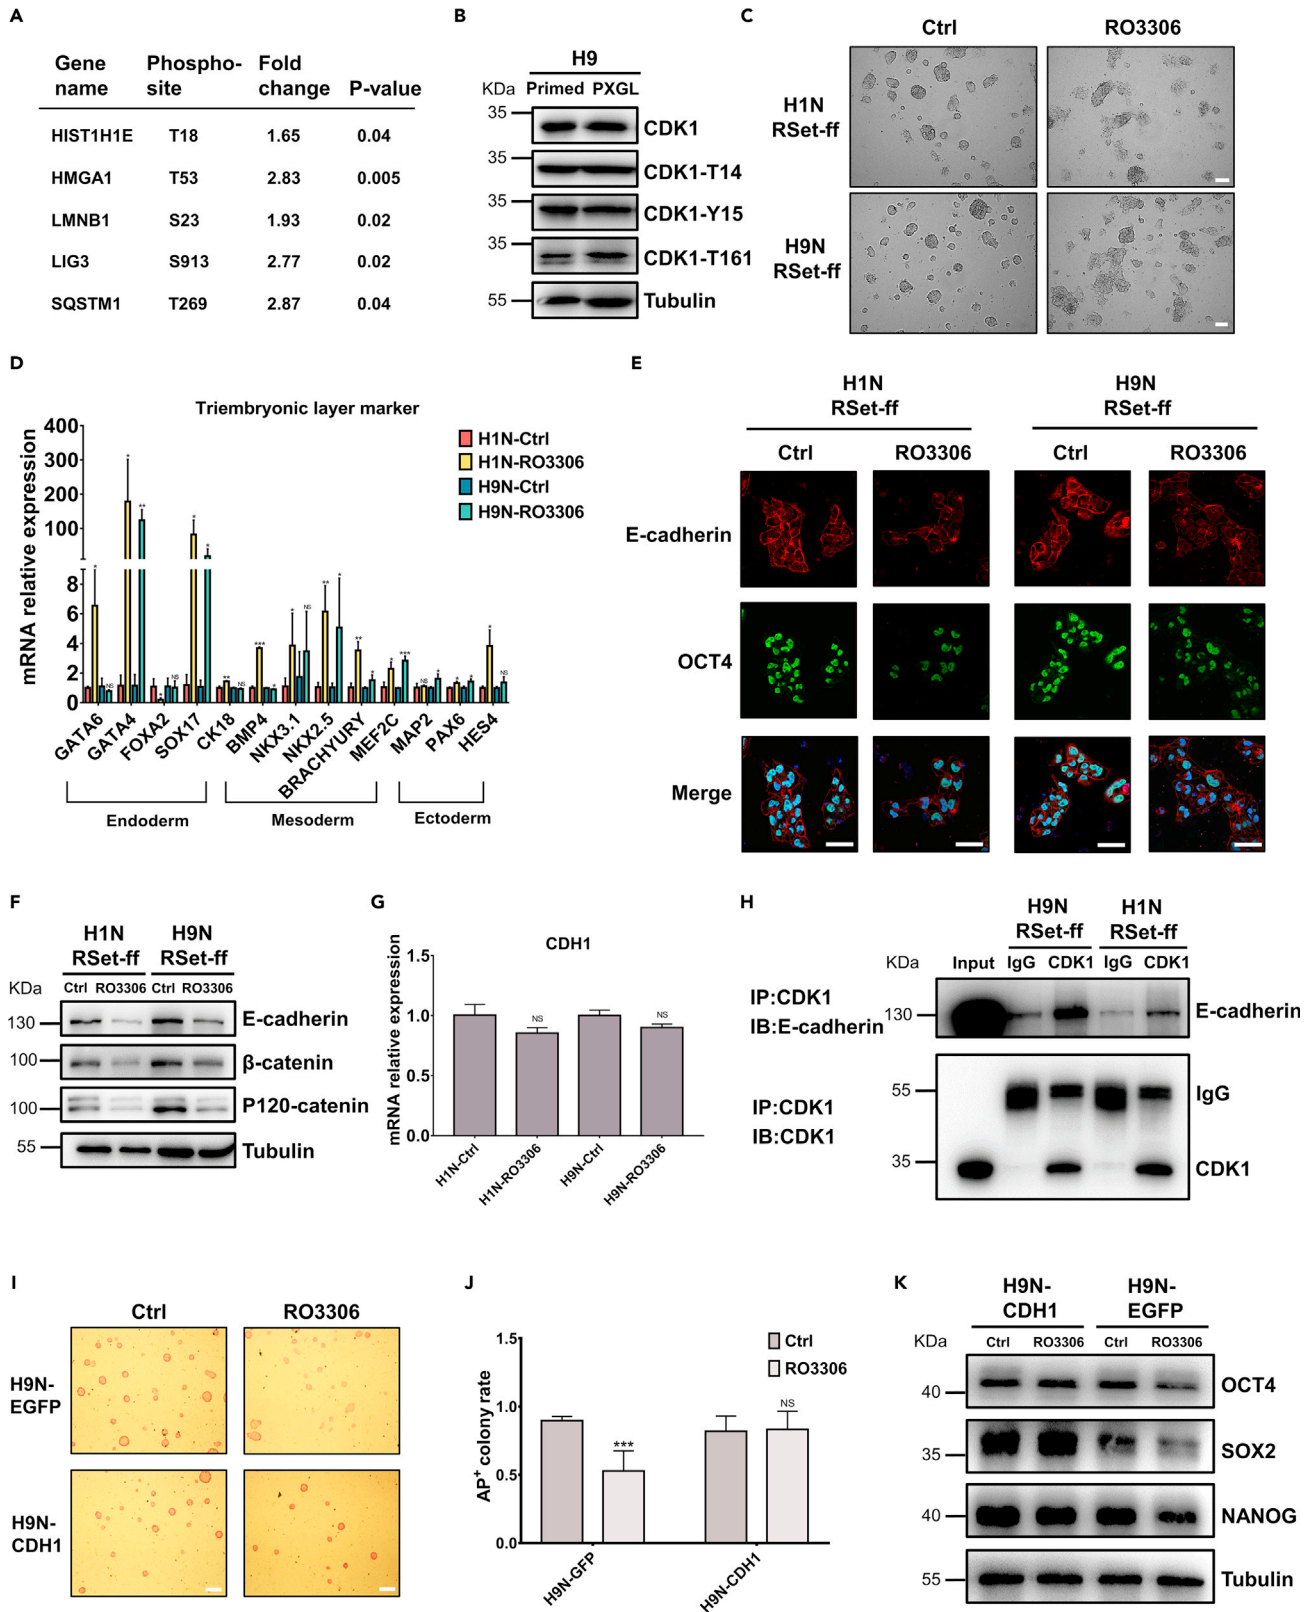 A
Gene name Phospho-site Fold change P-value
HIST1H1E T18 1.65 0.04
HMGA1 T53 2.83 0.005
LMNB1 S23 1.93 0.02
LIG3 S913 2.77 0.02
SQSTM1 T269 2.87 0.04
B
H9
KDa Primed PXGL
35 CDK1
35 CDK1-T14
35 CDK1-Y15
35 CDK1-T161
55 Tubulin
C
Ctrl RO3306
H1N
RSet-ff
H9N
RSet-ff
D
Triembryonic layer marker
mRNA relative expression
400
300
200
100
8
6
4
2
0
H1N-Ctrl
H1N-RO3306
H9N-Ctrl
H9N-RO3306
* * ** * * NS * NS * * ** *** * NS * NS ** * ** * * *** NS * * * * NS
GATA6 GATA4 FOXA2 SOX17 CK18 BMP4 NKX3.1 NKX2.5 BRACHYURY MEF2C MAP2 PAX6 HES4
Endoderm Mesoderm Ectoderm
E
H1N H9N
RSet-ff RSet-ff
Ctrl RO3306 Ctrl RO3306
E-cadherin
OCT4
Merge
F
H1N H9N
RSet-ff RSet-ff
KDa Ctrl RO3306 Ctrl RO3306
130 E-cadherin
100 β-catenin
100 P120-catenin
55 Tubulin
G
CDH1
mRNA relative expression
1.5
1.0
0.5
0.0
NS NS
H1N-Ctrl H1N-RO3306 H9N-Ctrl H9N-RO3306
H
H9N H1N
RSet-ff RSet-ff
KDa Input IgG CDK1 IgG CDK1
IP:CDK1
IB:E-cadherin
130 E-cadherin
IP:CDK1
IB:CDK1
55 IgG
35 CDK1
I
Ctrl RO3306
H9N-
EGFP
H9N-
CDH1
J
AP+ colony rate
1.5
1.0
0.5
0.0
Ctrl
RO3306
*** NS
H9N-GFP H9N-CDH1
K
H9N- H9N-
CDH1 EGFP
KDa Ctrl RO3306 Ctrl RO3306
40 OCT4
35 SOX2
40 NANOG
55 Tubulin